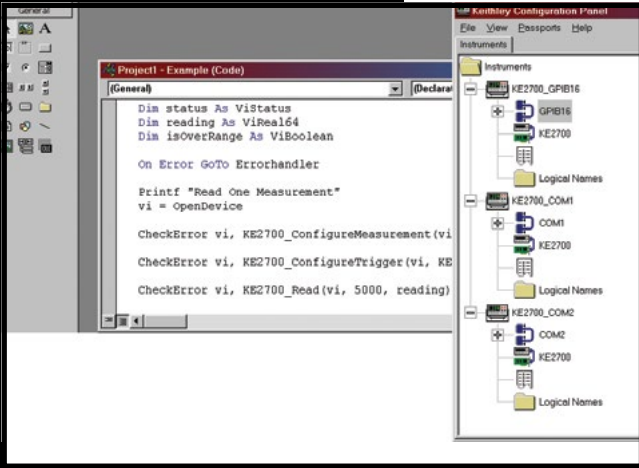 General
A
Project1 - Example (Code)
(General)
(Declarat
Dim status As ViStatus
Dim reading As ViReal64
Dim isOverRange As ViBoolean
On Error GoTo Errorhandler
Printf "Read One Measurement"
vi = OpenDevice
CheckError vi, KE2700_ConfigureMeasurement(vi
CheckError vi, KE2700_ConfigureTrigger(vi, KE
CheckError vi, KE2700_Read(vi, 5000, reading)
Keithley Configuration Panel
File View Passports Help
Instruments
Instruments
KE2700_GPIB16
GPIB16
KE2700
Logical Names
KE2700_COM1
COM1
KE2700
Logical Names
KE2700_COM2
COM2
KE2700
Logical Names